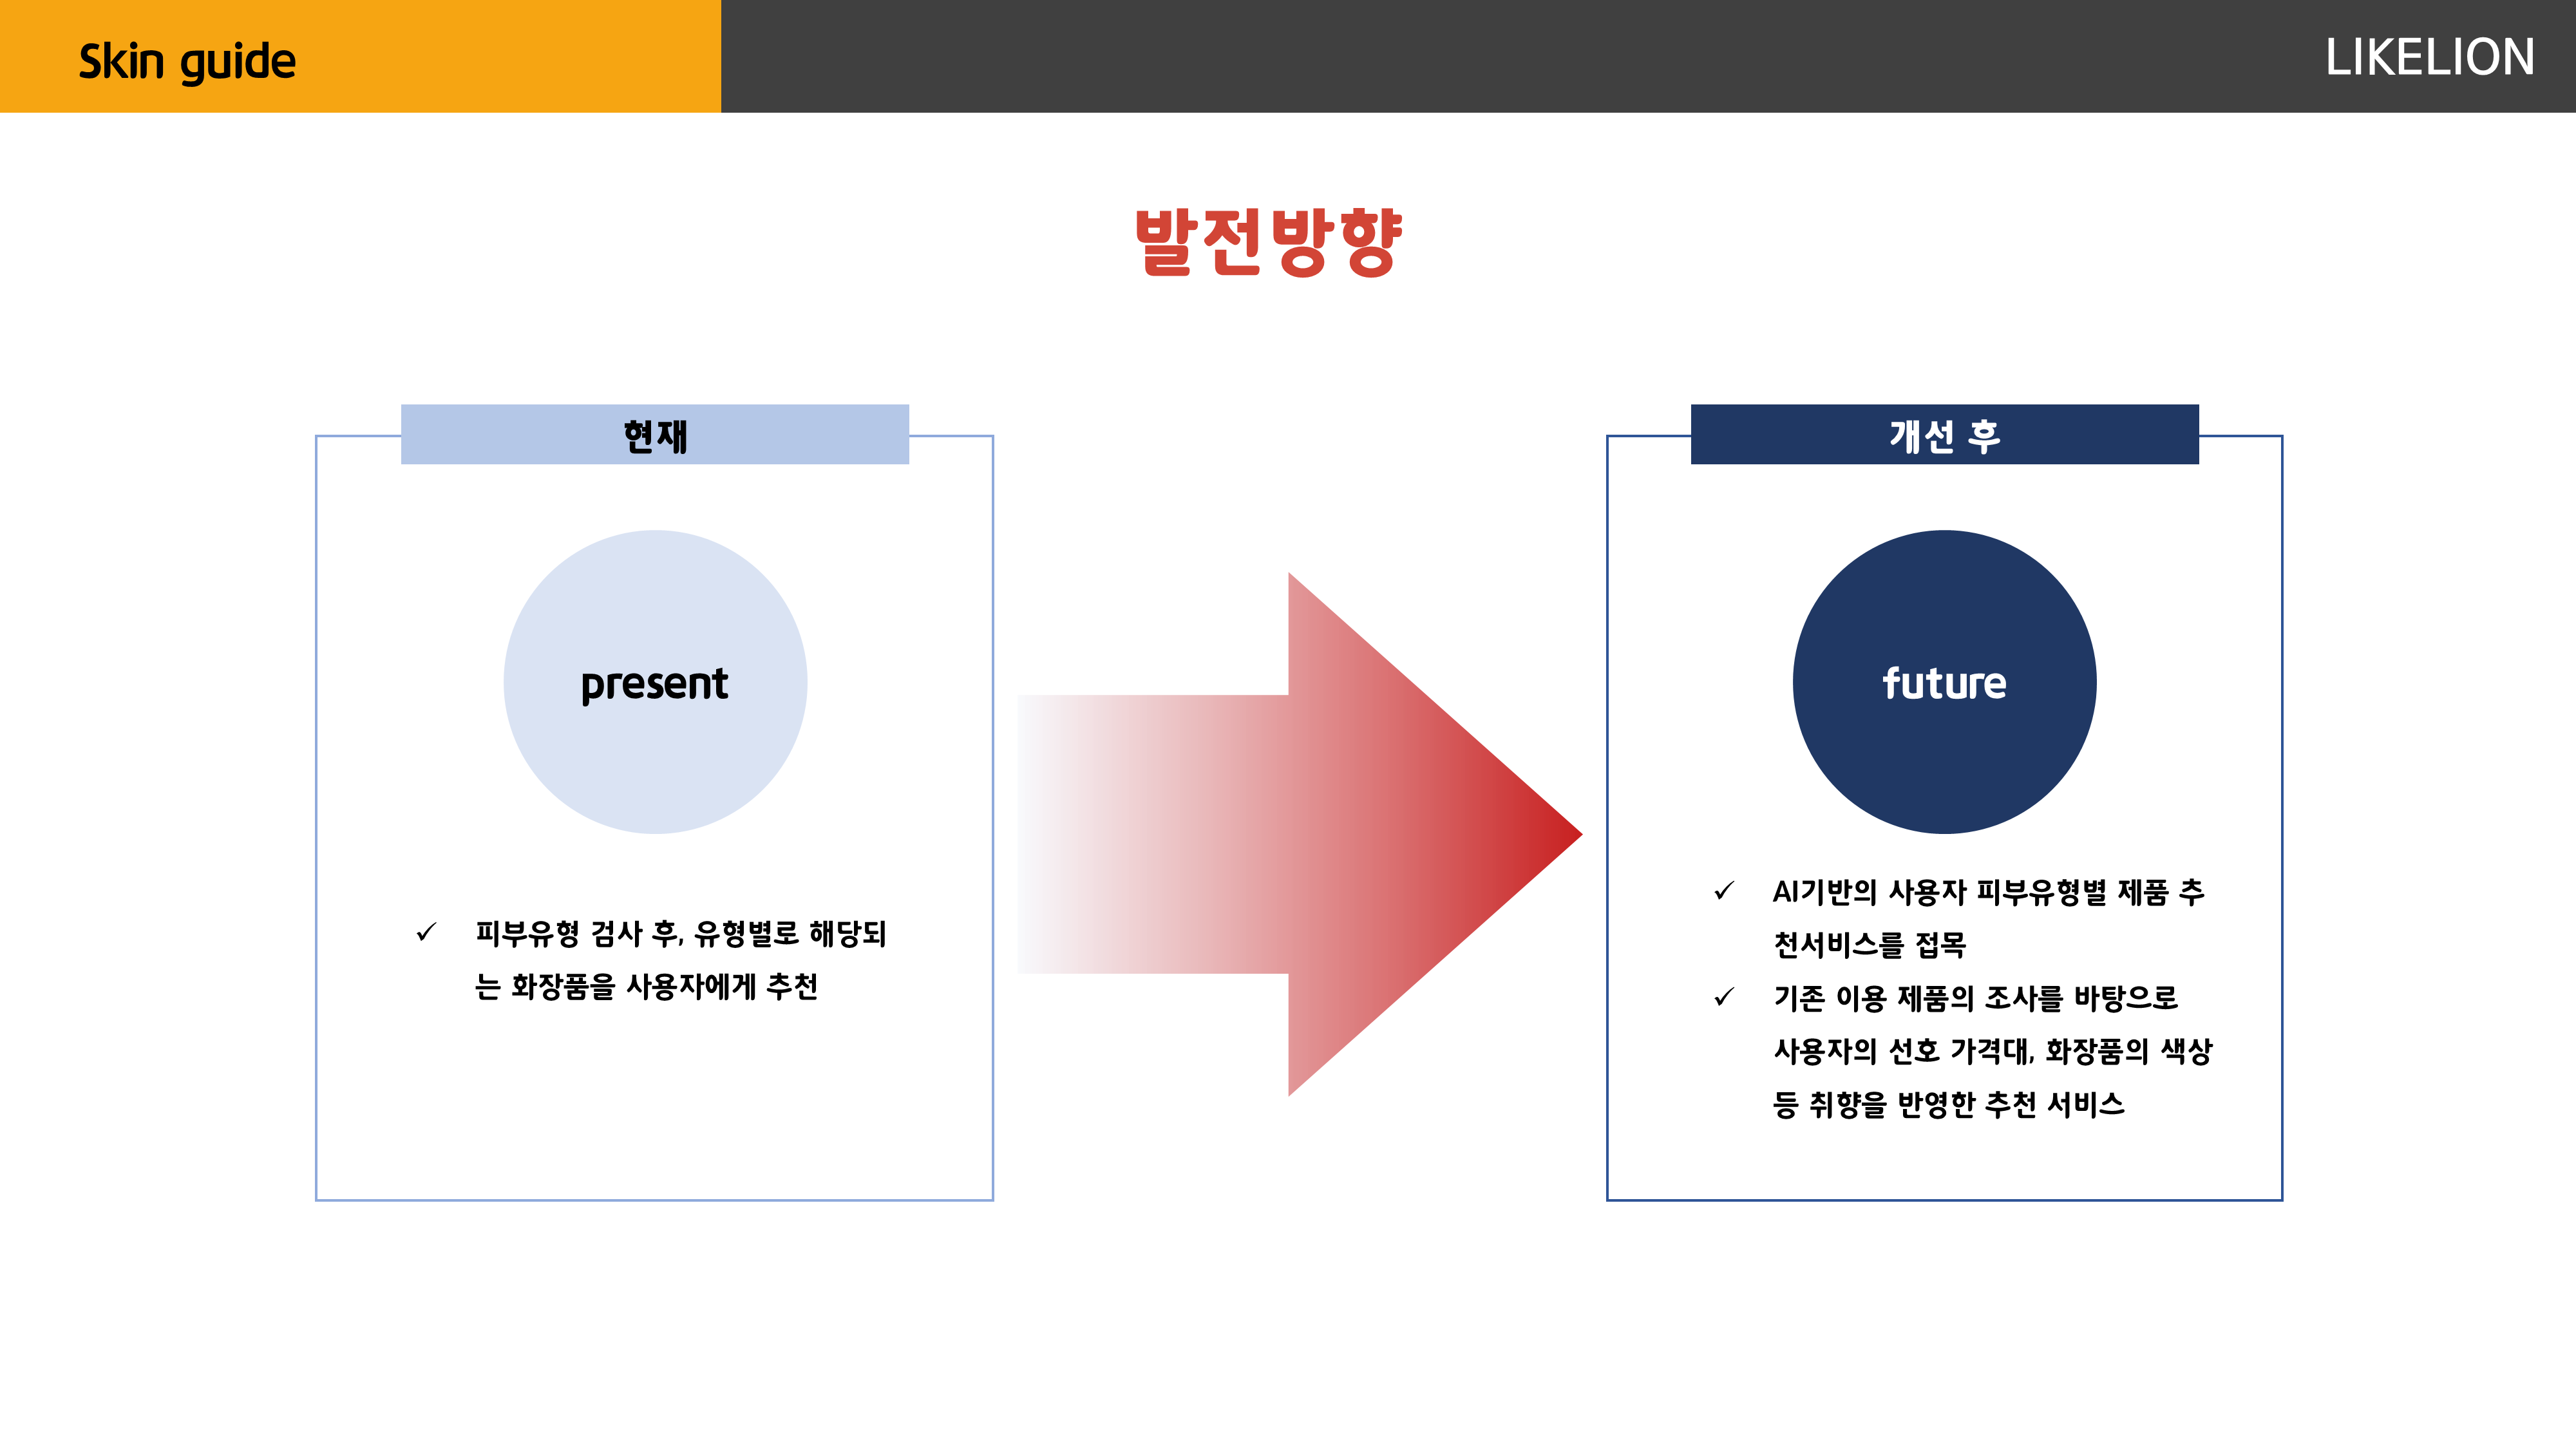 Skin guide
LIKELION
발전방향
현재
present
✓ 피부유형 검사 후, 유형별로 해당되
는 화장품을 사용자에게 추천
개선 후
future
✓ AI기반의 사용자 피부유형별 제품 추
천서비스를 접목
✓ 기존 이용 제품의 조사를 바탕으로
사용자의 선호 가격대, 화장품의 색상
등 취향을 반영한 추천 서비스